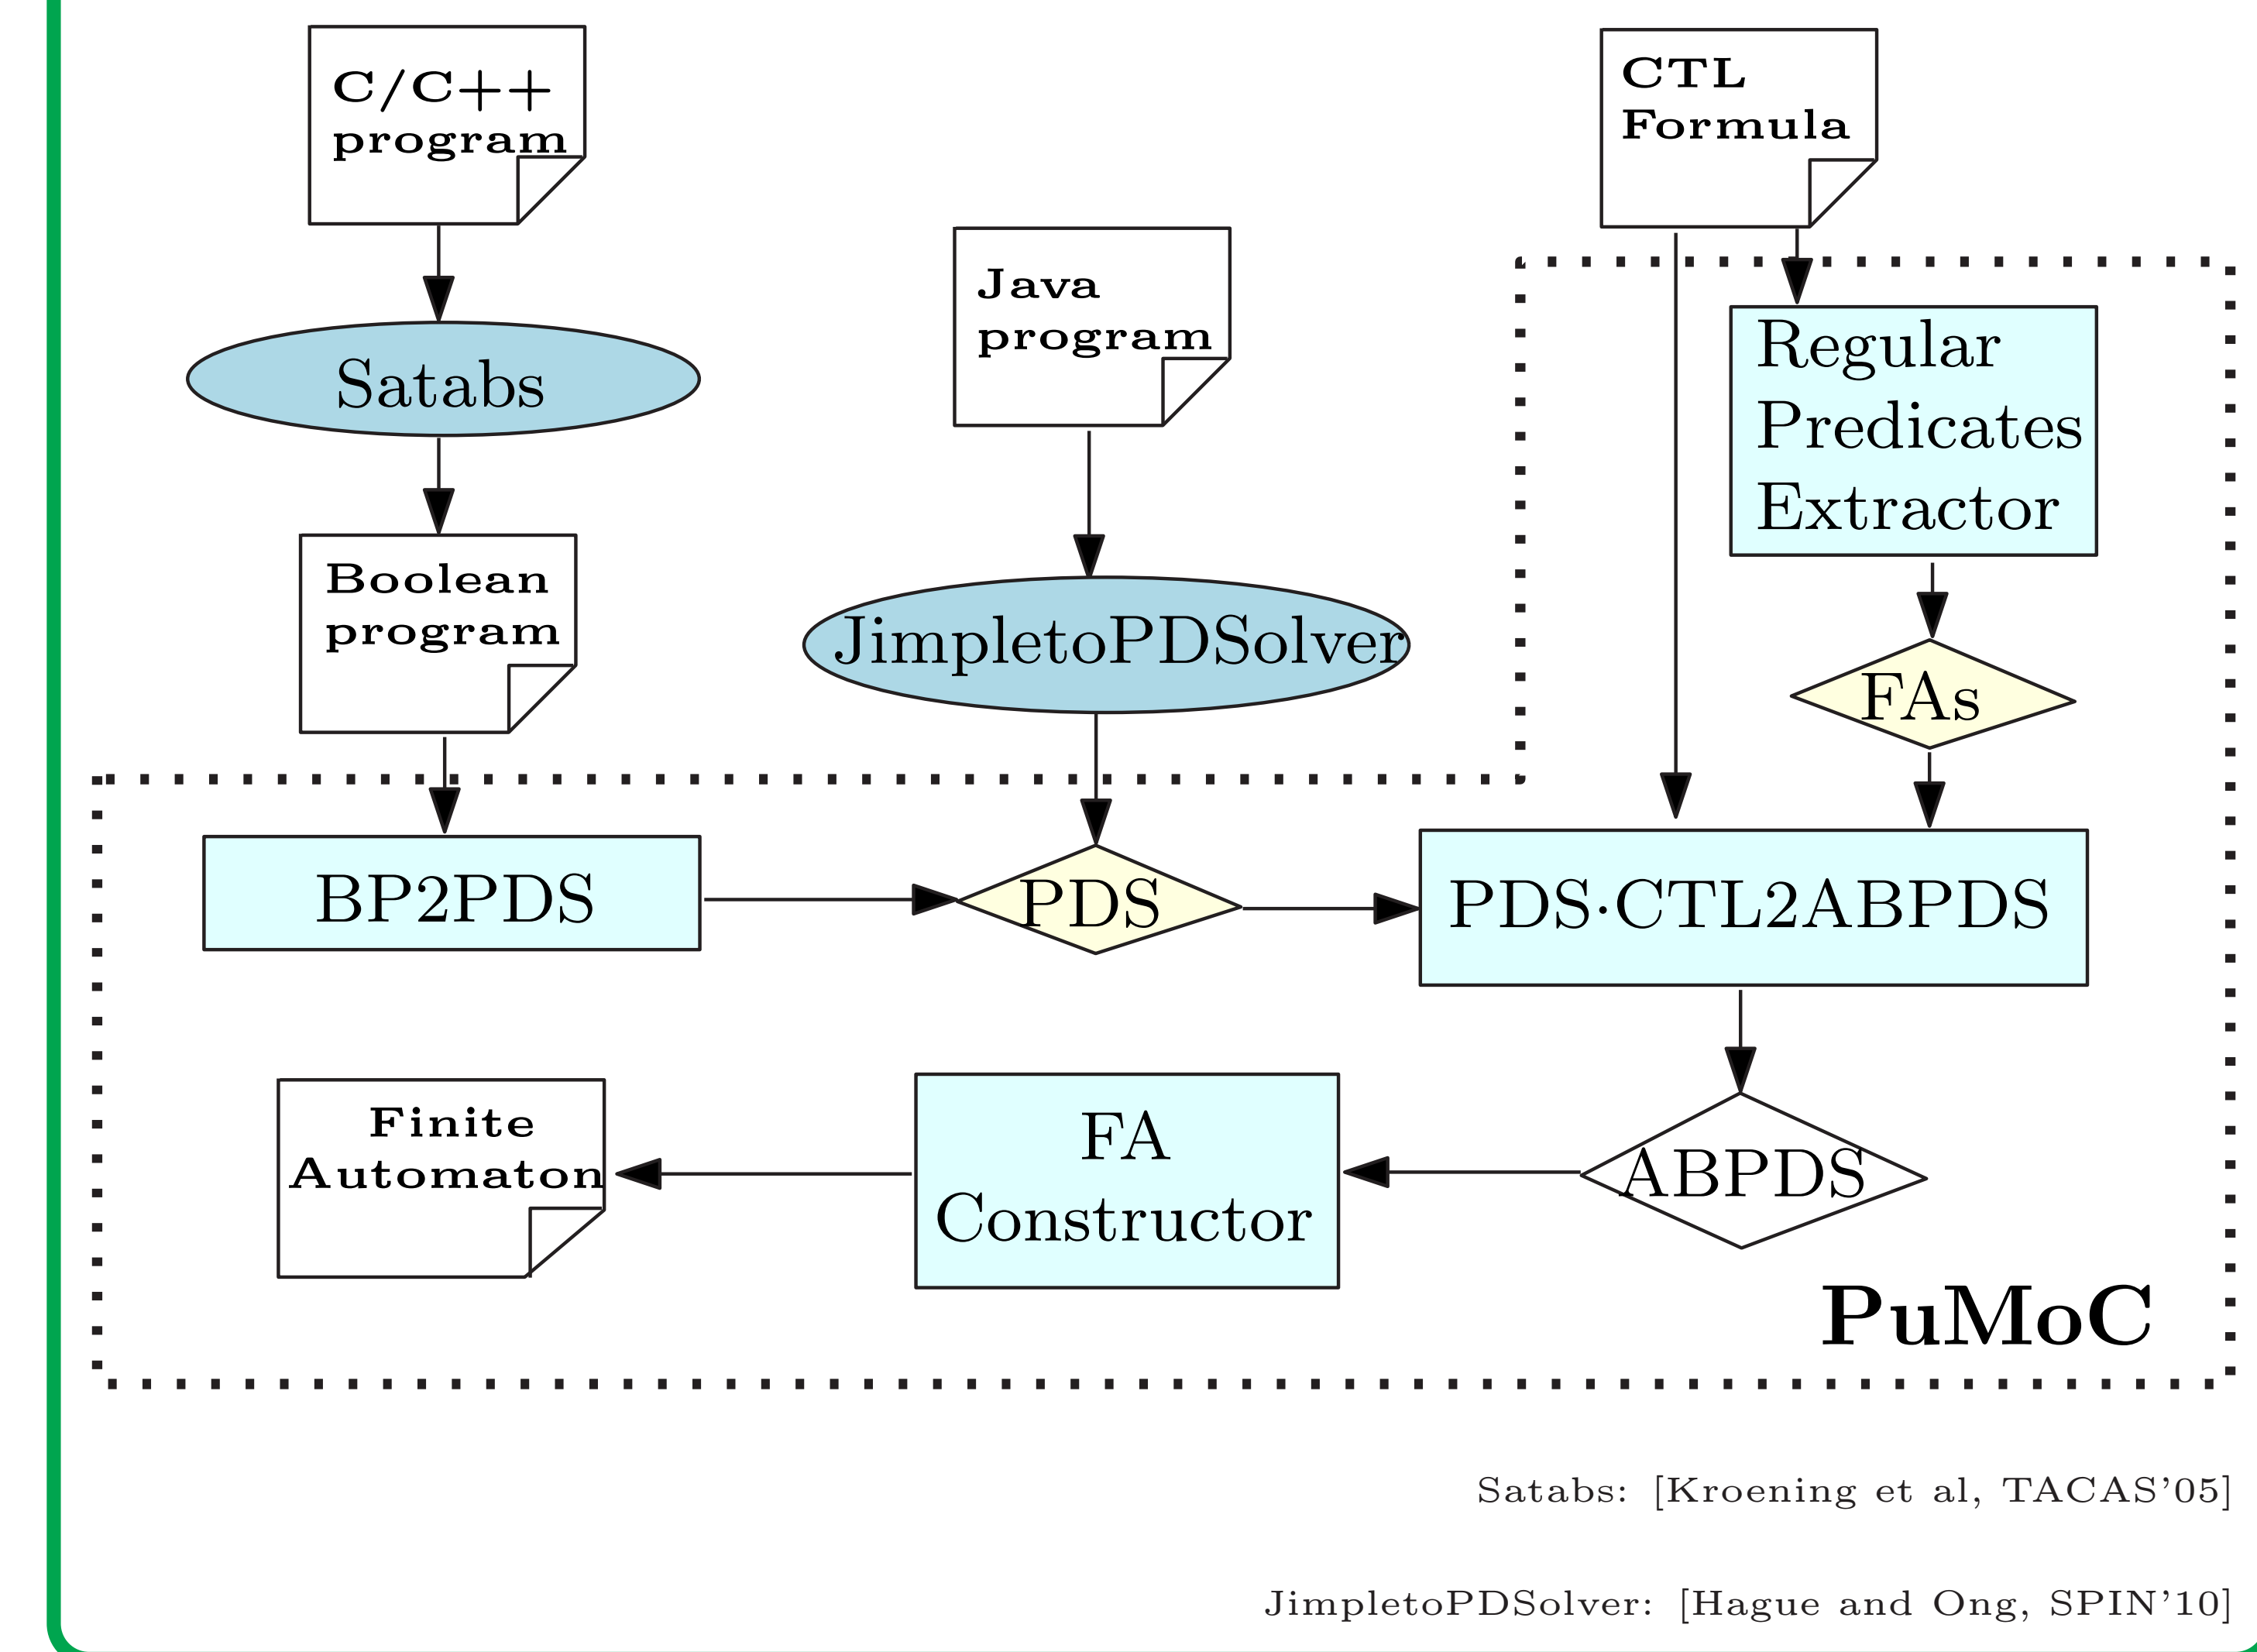 C/C++
program
CTL
Formula
Java
program
Regular
Predicates
Extractor
Satabs
Boolean
program
JimpletoPDSolver
FAs
BP2PDS
PDS
PDS·CTL2ABPDS
Finite
Automaton
FA
Constructor
ABPDS
PuMoC
Satabs: [Kroening et al, TACAS'05]
JimpletoPDSolver: [Hague and Ong, SPIN'10]